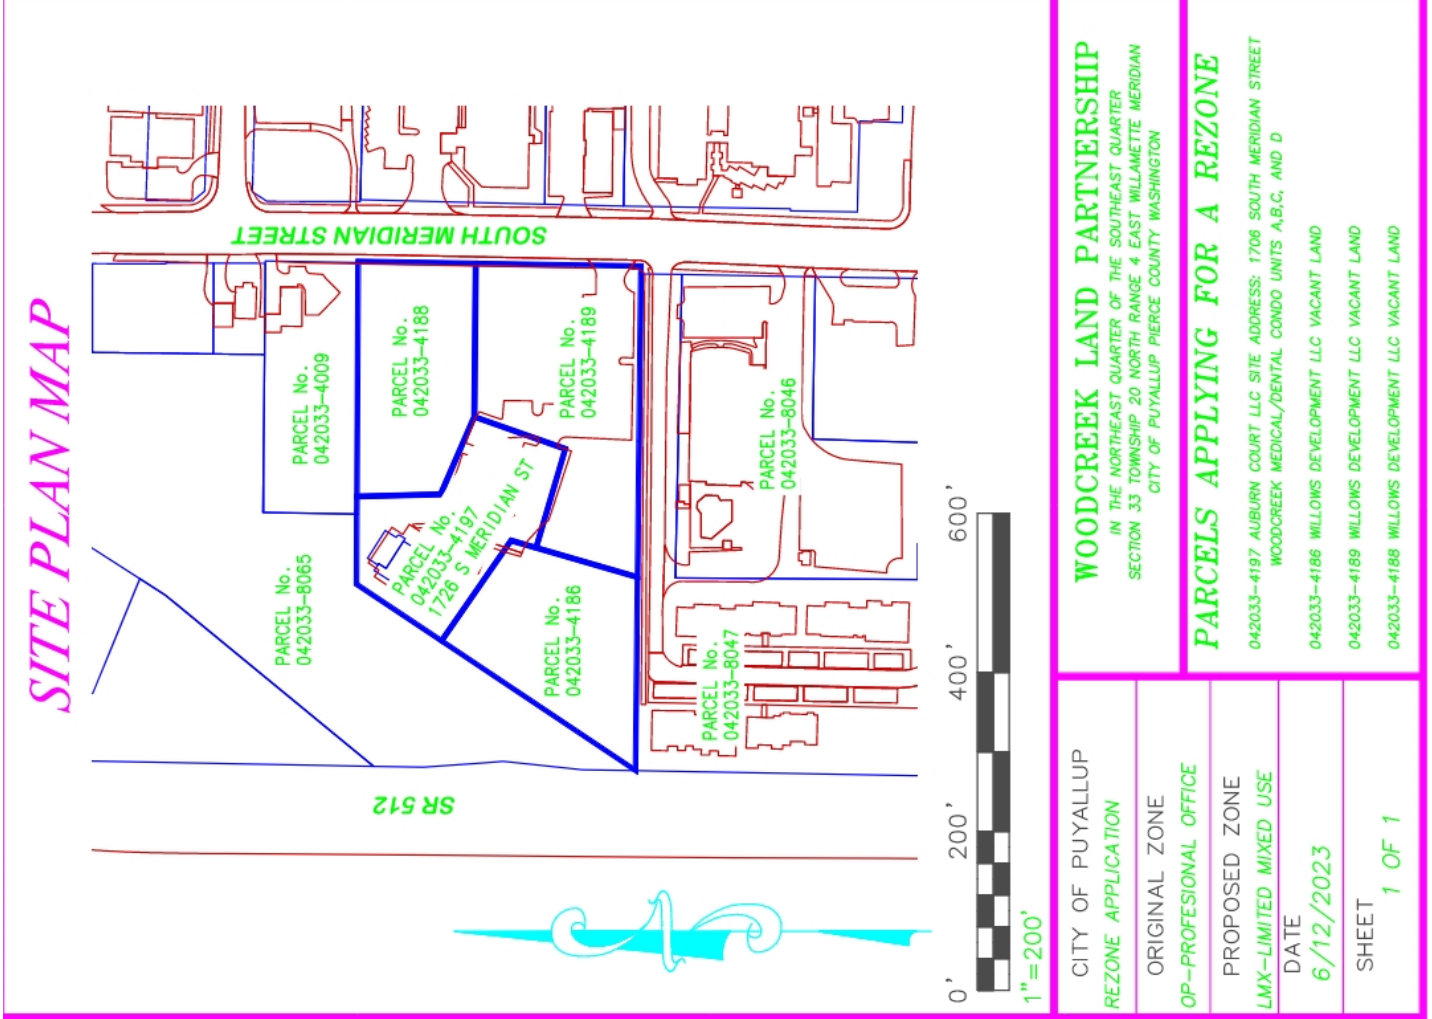 SITE PLAN MAP
SOUTH MERIDIAN STREET
PARCEL No.
042033-4009
PARCEL No.
042033-4188
PARCEL No.
042033-4189
PARCEL No.
042033-8046
PARCEL No.
042033-8065
PARCEL No.
042033-4197
1726 S MERIDIAN ST
PARCEL No.
042033-4186
PARCEL No.
042033-8047
SR 512
N
0' 200' 400' 600'
1"=200'
WOODCREEK LAND PARTNERSHIP
IN THE NORTHEAST QUARTER OF THE SOUTHEAST QUARTER
SECTION 33 TOWNSHIP 20 NORTH RANGE 4 EAST WILLAMETTE MERIDIAN
CITY OF PUYALLUP PIERCE COUNTY WASHINGTON
PARCELS APPLYING FOR A REZONE
042033-4197 AUBURN COURT LLC SITE ADDRESS: 1706 SOUTH MERIDIAN STREET
WOODCREEK MEDICAL/DENTAL CONDO UNITS A,B,C, AND D
042033-4186 WILLOWS DEVELOPMENT LLC VACANT LAND
042033-4189 WILLOWS DEVELOPMENT LLC VACANT LAND
042033-4188 WILLOWS DEVELOPMENT LLC VACANT LAND
CITY OF PUYALLUP
REZONE APPLICATION
ORIGINAL ZONE
OP-PROFESIONAL OFFICE
PROPOSED ZONE
LMX-LIMITED MIXED USE
DATE
6/12/2023
SHEET
1 OF 1